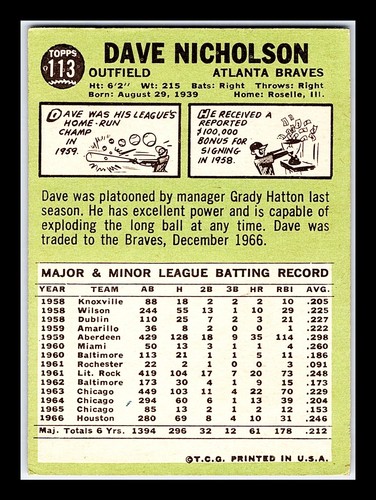 TOPPS
113
DAVE NICHOLSON
OUTFIELD ATLANTA BRAVES
Ht: 6'2" Wt: 215 Bats: Right Throws: Right
Born: August 29, 1939 Home: Roselle, Ill.
DAVE WAS HIS LEAGUE'S
HOME-RUN
CHAMP
IN
1959.
HE RECEIVED A
REPORTED
$100,000
BONUS FOR
SIGNING
IN 1958.
Dave was platooned by manager Grady Hatton last
season. He has excellent power and is capable of
exploding the long ball at any time. Dave was
traded to the Braves, December 1966.
MAJOR & MINOR LEAGUE BATTING RECORD
YEAR TEAM AB H 2B 3B HR RBI AVG.
1958 Knoxville 88 18 2 2 2 10 .205
1958 Wilson 244 55 13 1 10 29 .225
1958 Dublin 110 25 7 2 3 21 .227
1959 Amarillo 36 8 2 0 0 1 .222
1959 Aberdeen 429 128 18 9 35 114 .298
1960 Miami 50 13 3 1 1 4 .260
1960 Baltimore 113 21 1 1 5 11 .186
1961 Rochester 22 2 1 0 0 3 .091
1961 Lit. Rock 419 104 17 7 20 73 .248
1962 Baltimore 173 30 4 1 9 15 .173
1963 Chicago 449 103 11 4 22 70 .229
1964 Chicago 294 60 6 1 13 39 .204
1965 Chicago 85 13 2 1 2 12 .153
1966 Houston 280 69 8 4 10 31 .246
Maj. Totals 6 Yrs. 1394 296 32 12 61 178 .212
©T.C.G. PRINTED IN U.S.A.